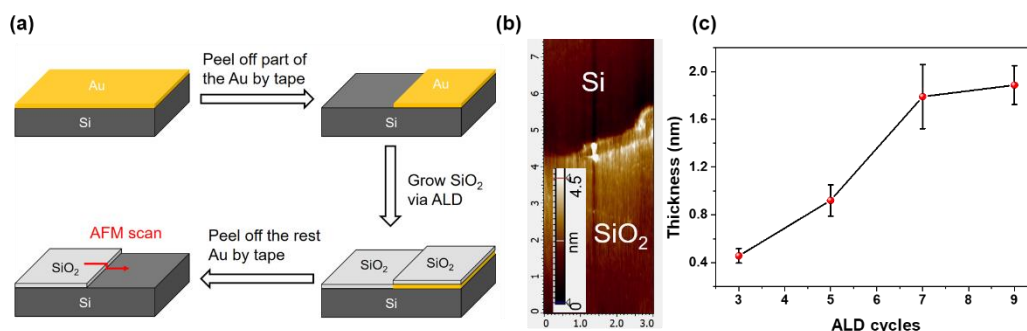 (a)
Au
Si
Peel off part
of the Au by tape
Au
Si
Grow SiO₂
via ALD
SiO₂
SiO₂
Si
Peel off the rest
Au by tape
AFM scan
SiO₂
Si
(b)
7
6
5
4
3
2
1
0
Si
SiO₂
4.5
nm
0
0
1.0
2.0
3.0
(c)
Thickness (nm)
2.0
1.6
1.2
0.8
0.4
3
4
5
6
7
8
9
ALD cycles